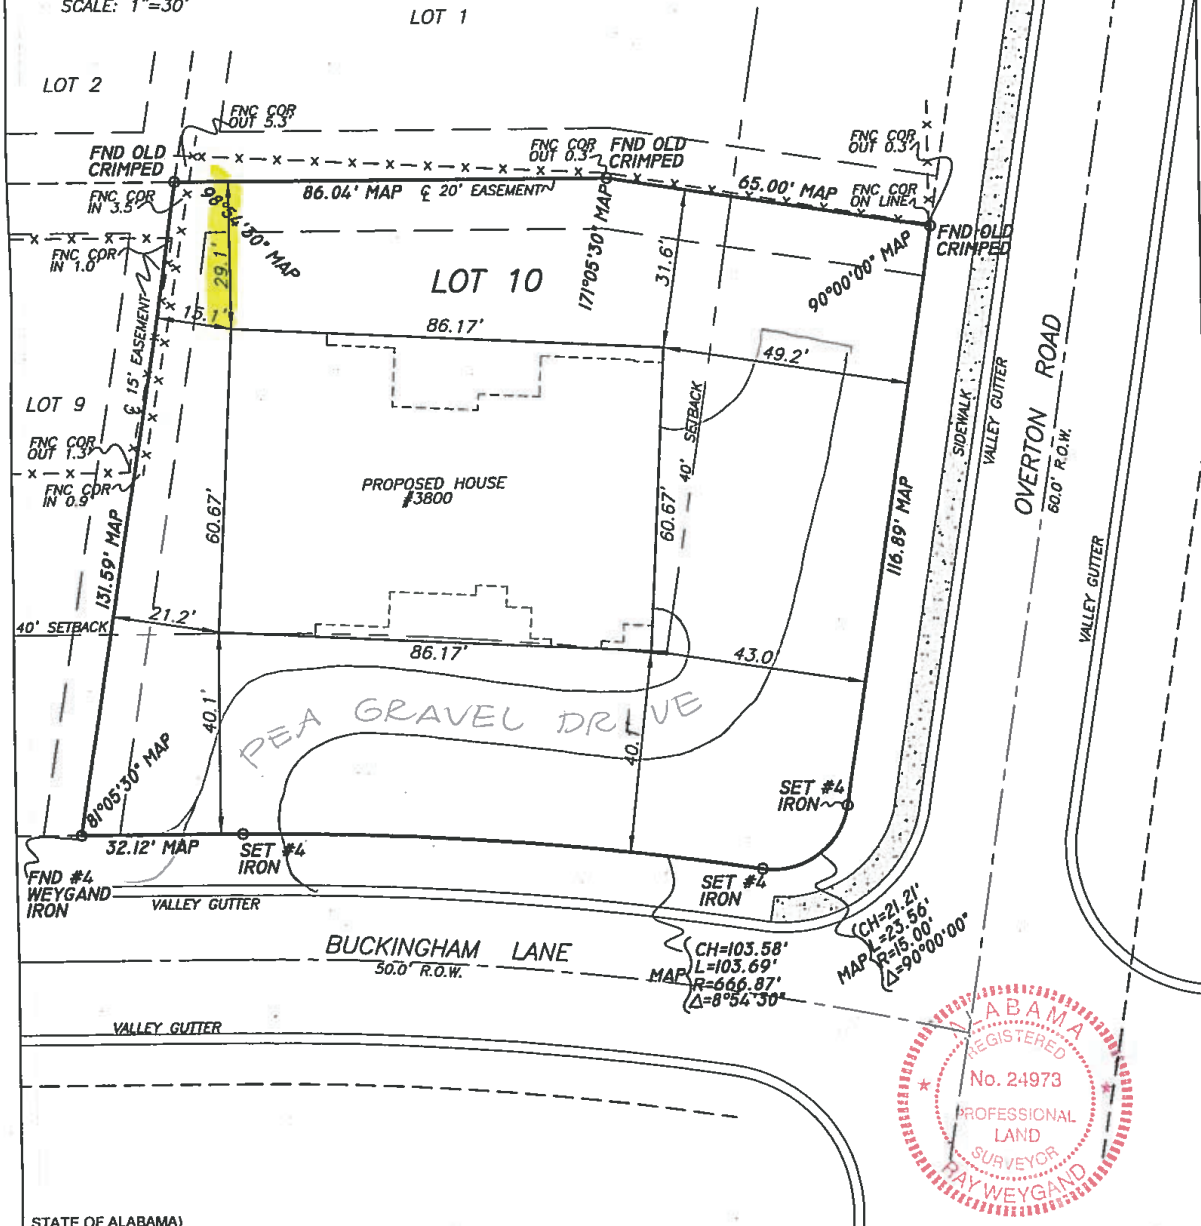 SCALE: 1"=30'
LOT 1
LOT 2
FNC COR
OUT 5.3'
FND OLD
CRIMPED
FNC COR
OUT 0.3'
FND OLD
CRIMPED
FNC COR
OUT 0.3'
86.04' MAP
℄ 20' EASEMENT
65.00' MAP
FNC COR
ON LINE
FNC COR
IN 3.5'
FND OLD
CRIMPED
98°54'30" MAP
171°05'30" MAP
90°00'00" MAP
FNC COR
IN 1.0'
29.1'
31.6'
LOT 10
15.1'
86.17'
49.2'
℄ 15' EASEMENT
LOT 9
40' SETBACK
SIDEWALK
VALLEY GUTTER
OVERTON ROAD
60.0' R.O.W.
FNC COR
OUT 1.3'
FNC COR
IN 0.9'
PROPOSED HOUSE
#3800
60.67'
60.67'
131.59' MAP
116.89' MAP
VALLEY GUTTER
21.2'
40' SETBACK
86.17'
43.0'
40.1'
PEA GRAVEL DRIVE
40.1'
81°05'30" MAP
SET #4
IRON
32.12' MAP
SET #4
IRON
FND #4
WEYGAND
IRON
SET #4
IRON
VALLEY GUTTER
CH=21.21'
L=23.56'
MAP R=15.00'
Δ=90°00'00"
BUCKINGHAM LANE
50.0' R.O.W.
CH=103.58'
L=103.69'
MAP R=666.87'
Δ=8°54'30"
VALLEY GUTTER
ALABAMA
REGISTERED
No. 24973
PROFESSIONAL
LAND
SURVEYOR
RAY WEYGAND
STATE OF ALABAMA)